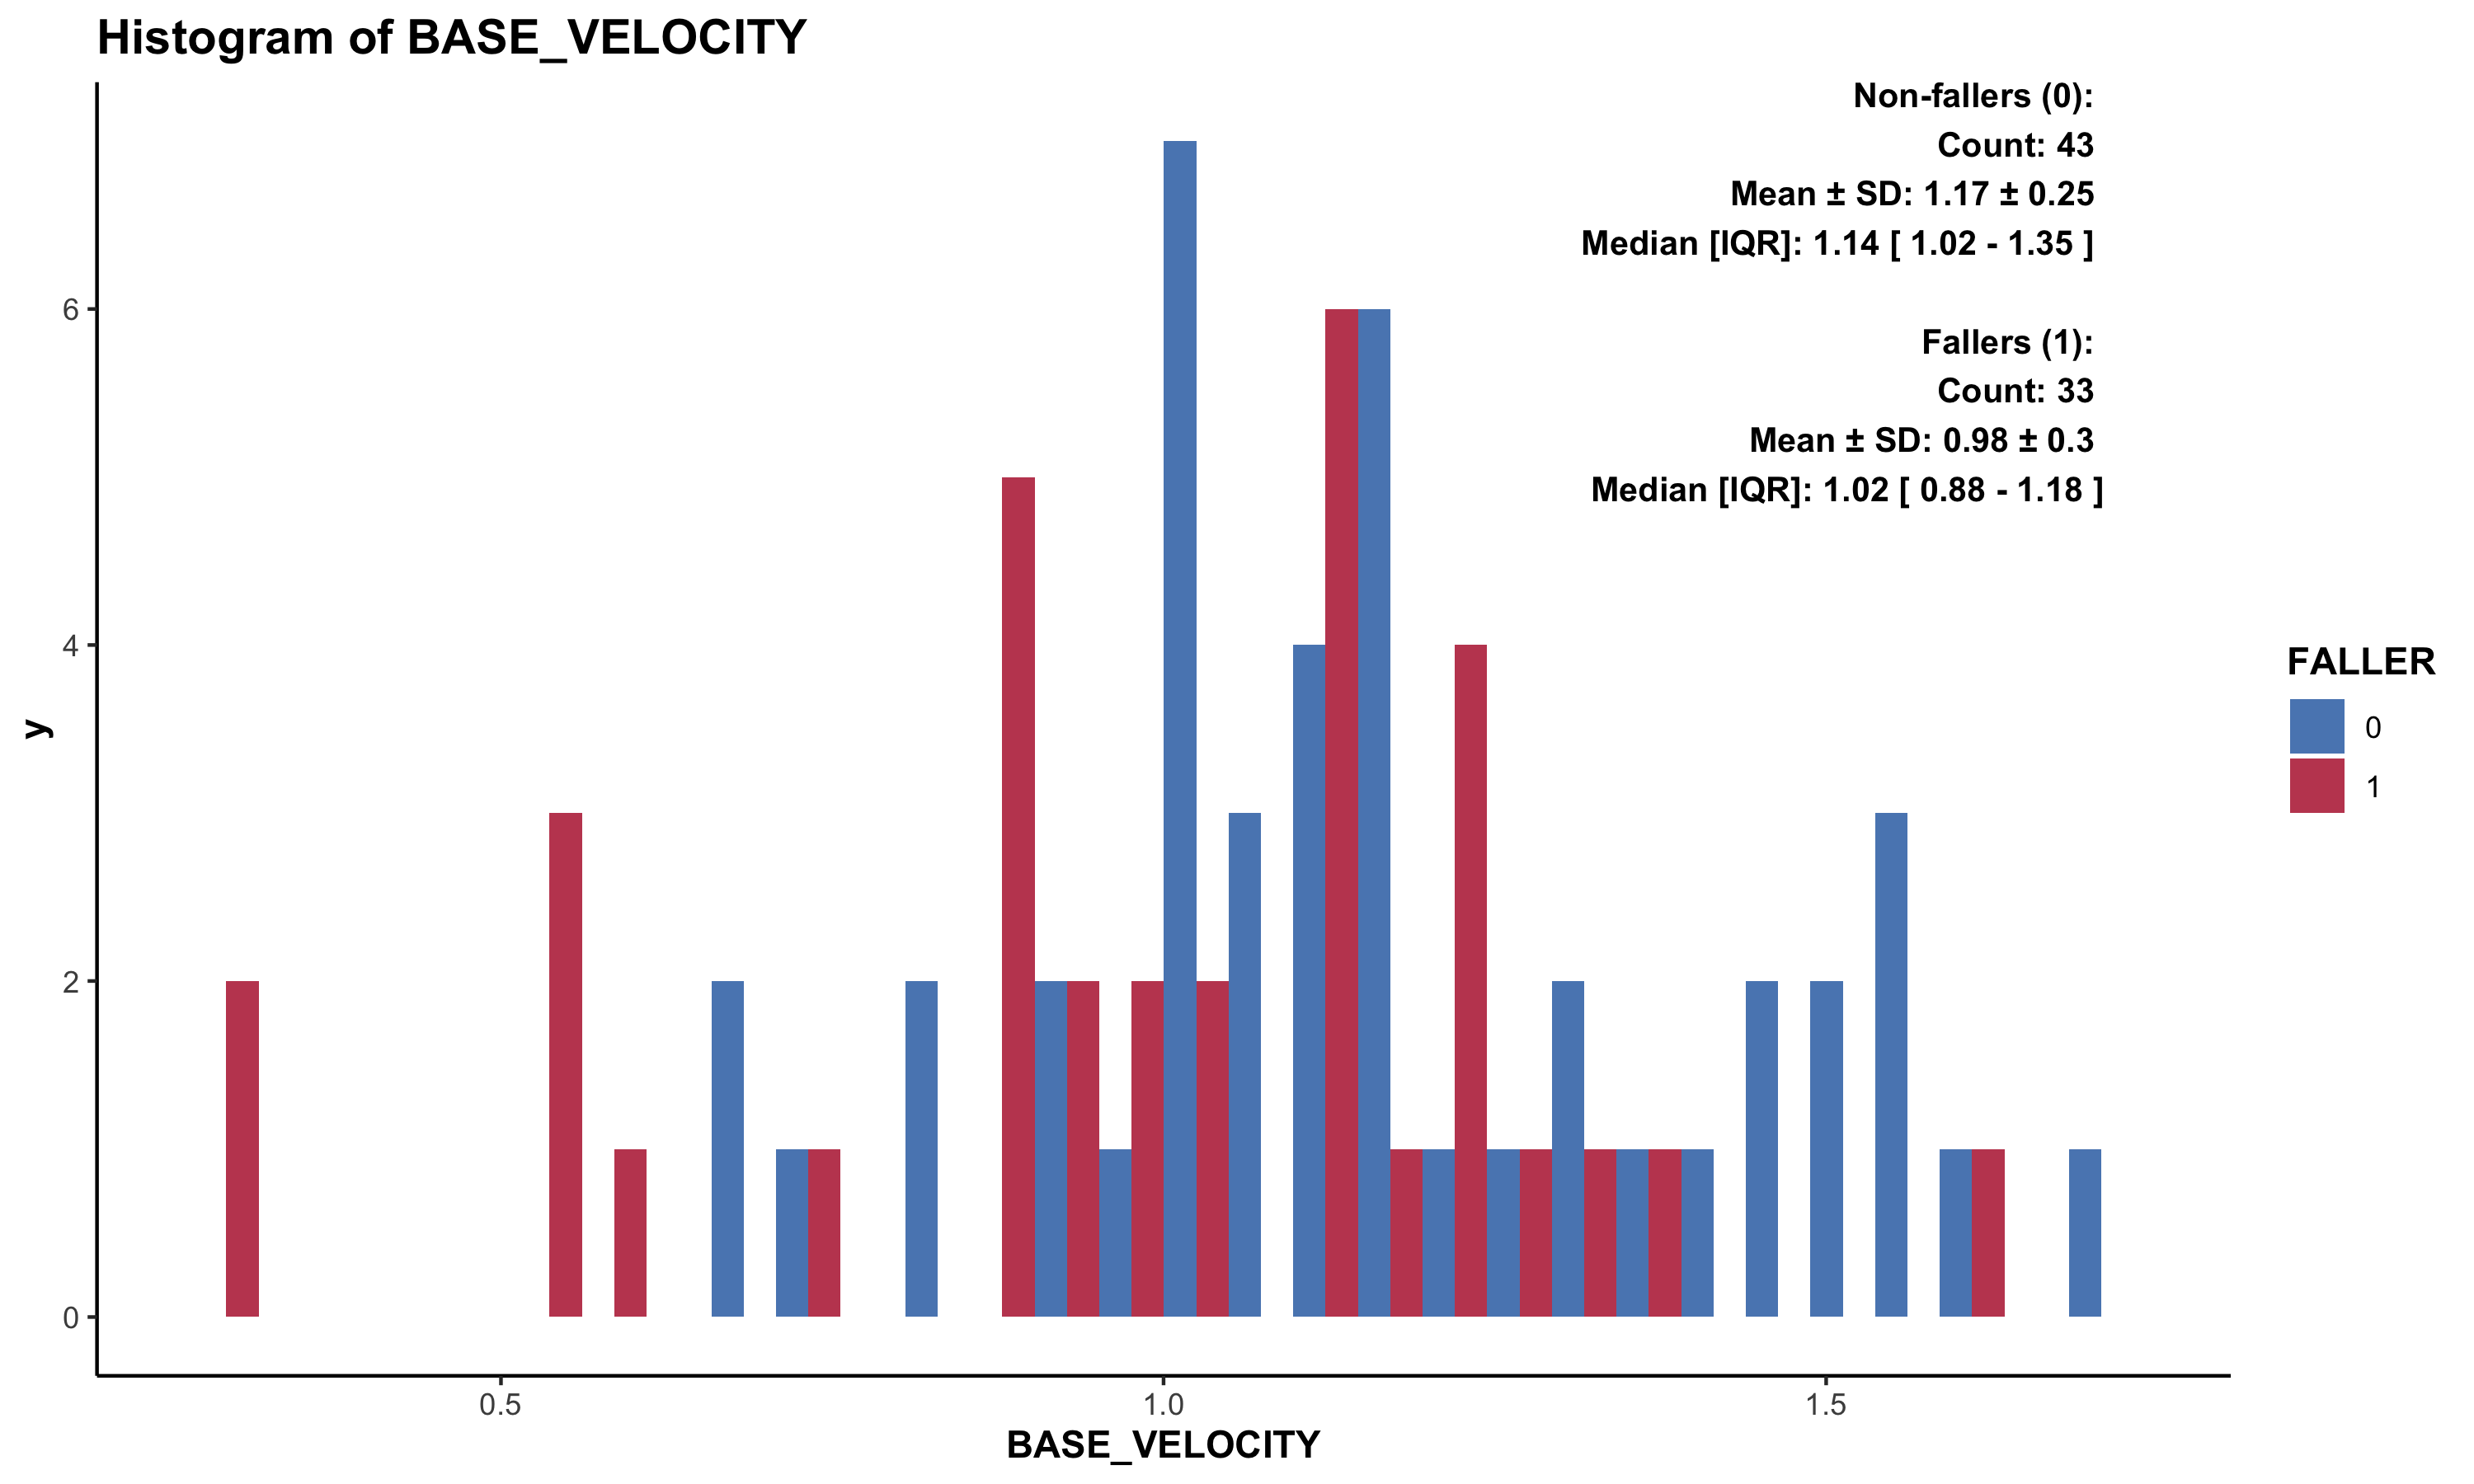 Histogram of BASE_VELOCITY
Non-fallers (0):
Count: 43
Mean ± SD: 1.17 ± 0.25
Median [IQR]: 1.14 [ 1.02 - 1.35 ]
Fallers (1):
Count: 33
Mean ± SD: 0.98 ± 0.3
Median [IQR]: 1.02 [ 0.88 - 1.18 ]
y
6
4
2
0
0.5
1.0
1.5
BASE_VELOCITY
FALLER
0
1